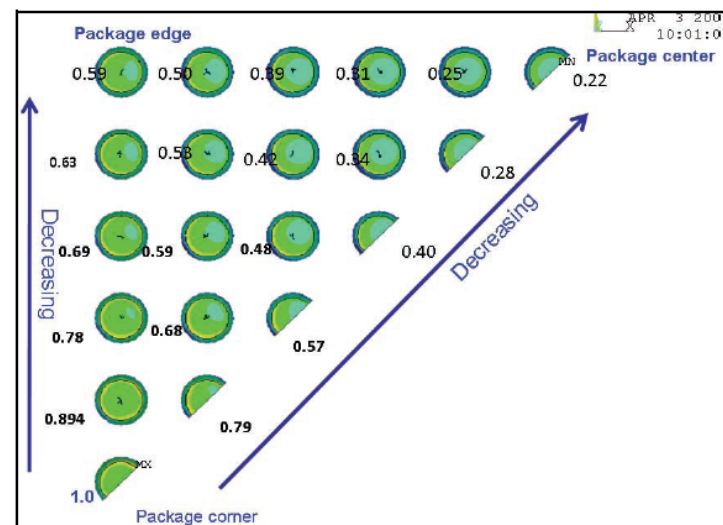 APR 3 200
X
10:01:0
Package edge
Package center
0.59 0.50 0.39 0.31 0.25 MN 0.22
0.63 0.53 0.42 0.34 0.28
Decreasing
Decreasing
0.69 0.59 0.48 0.40
0.78 0.68 0.57
0.894 0.79
MX
1.0
Package corner